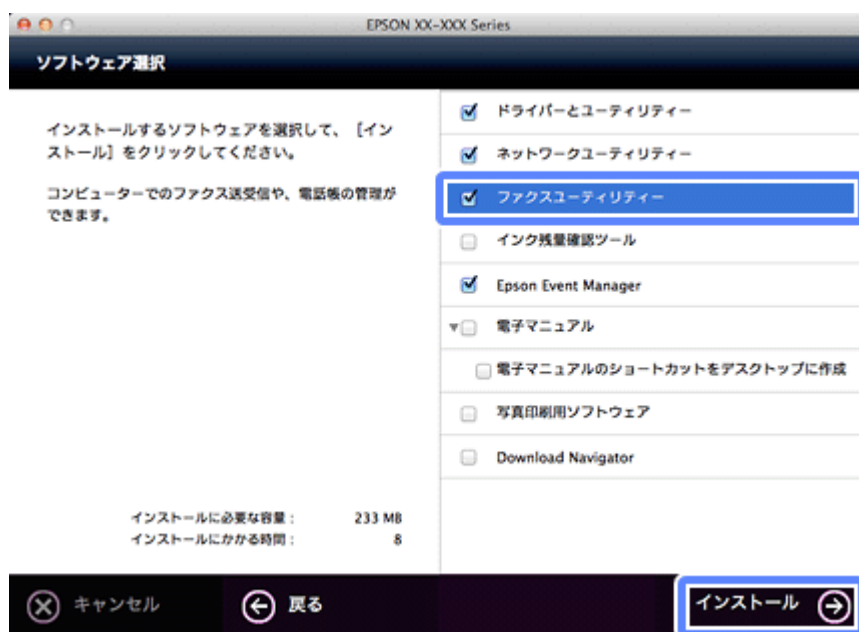 EPSON XX-XXX Series
ソフトウェア選択
インストールするソフトウェアを選択して、［イン
ストール］をクリックしてください。
コンピューターでのファクス送受信や、電話帳の管理が
できます。
ドライバーとユーティリティー
ネットワークユーティリティー
ファクスユーティリティー
インク残量確認ツール
Epson Event Manager
電子マニュアル
電子マニュアルのショートカットをデスクトップに作成
写真印刷用ソフトウェア
Download Navigator
インストールに必要な容量： 233 MB
インストールにかかる時間： 8
キャンセル
戻る
インストール